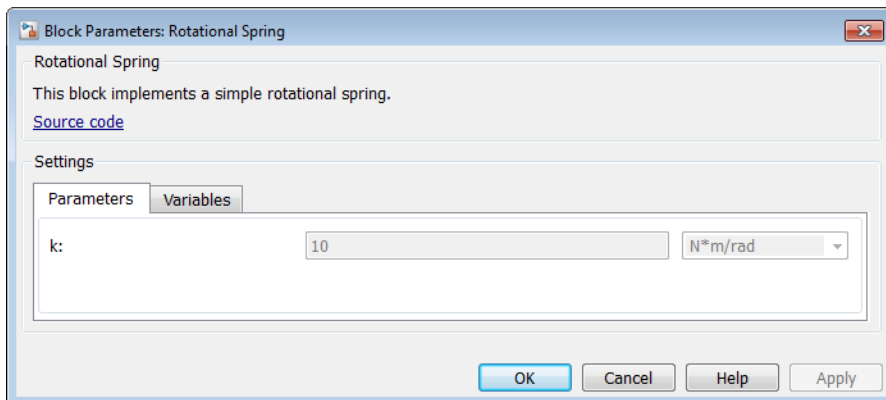 Block Parameters: Rotational Spring
Rotational Spring
This block implements a simple rotational spring.
Source code
Settings
Parameters Variables
k: 10 N*m/rad
OK Cancel Help Apply